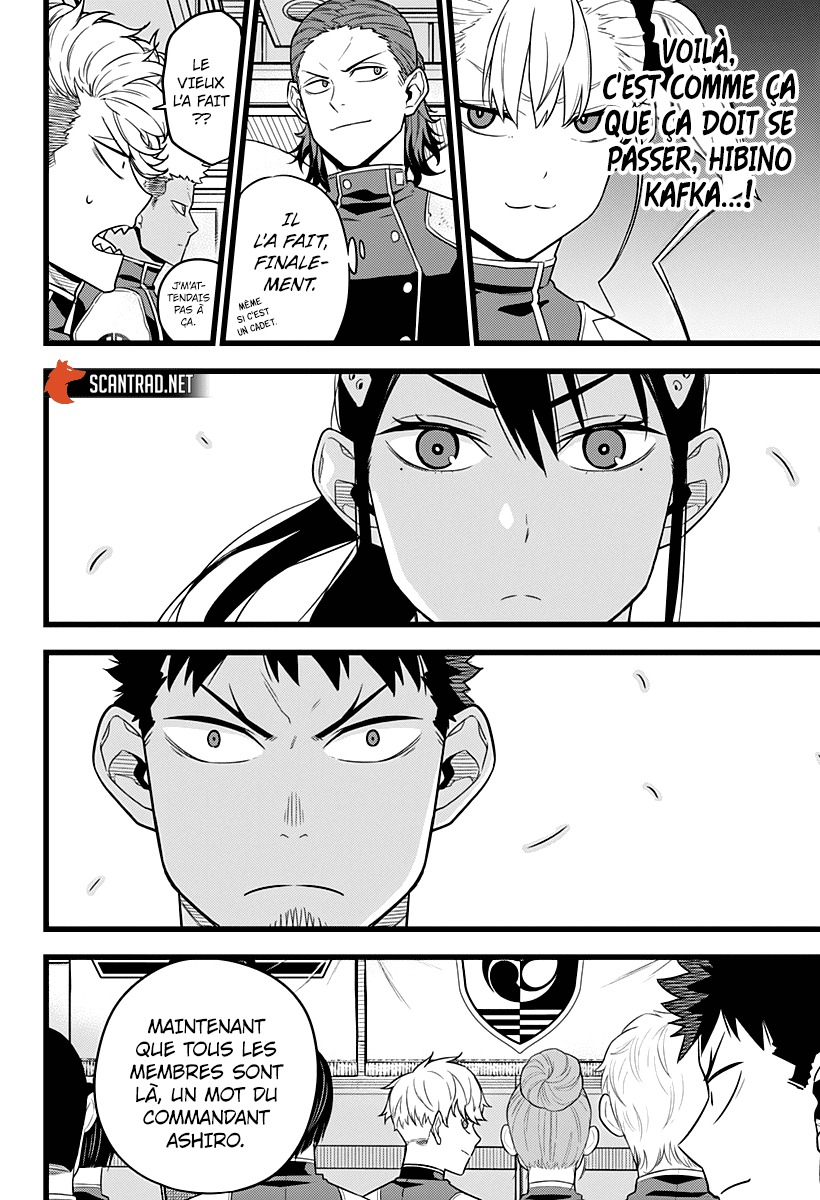 VOILÀ,
C'EST COMME ÇA
QUE ÇA DOIT SE
PASSER, HIBINO
KAFKA...!
IL
L'A FAIT,
FINALE-
MENT.
MÊME
SI C'EST
UN CADET.
LE
VIEUX
L'A FAIT
??
J'M'AT-
TENDAIS
PAS À
ÇA.
SCANTRAD.NET
MAINTENANT
QUE TOUS LES
MEMBRES SONT
LÀ, UN MOT DU
COMMANDANT
ASHIRO.